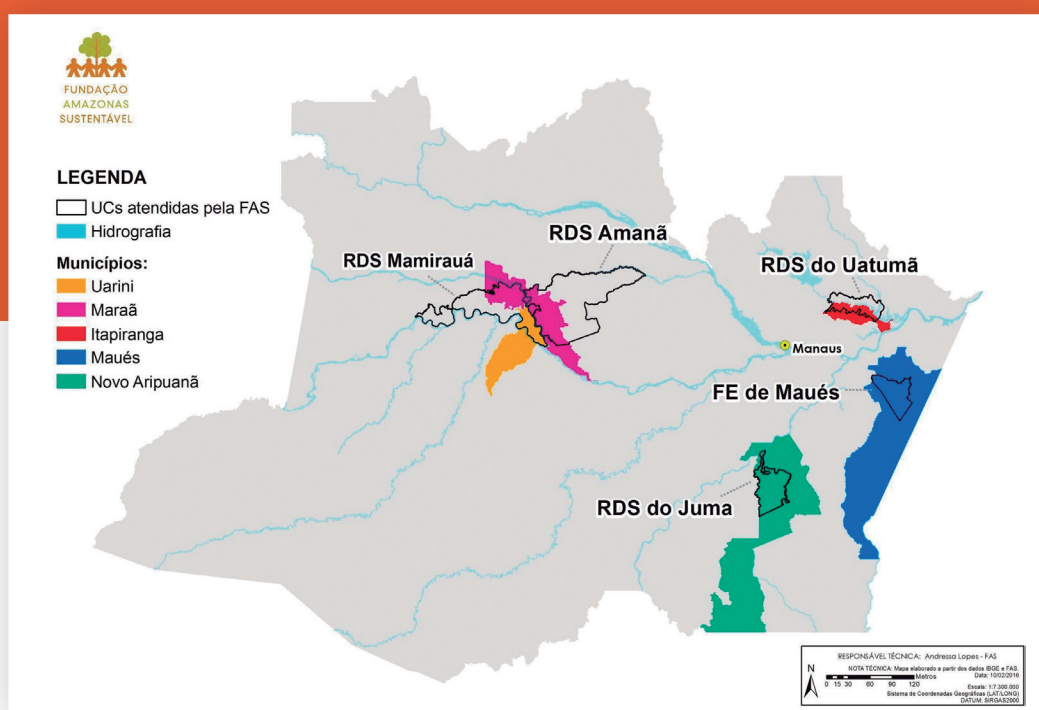 FUNDAÇÃO
AMAZONAS
SUSTENTÁVEL
LEGENDA
UCs atendidas pela FAS
Hidrografia
Municípios:
Uarini
Maraã
Itapiranga
Maués
Novo Aripuanã
RDS Amanã
RDS Mamirauá
RDS do Uatumã
Manaus
FE de Maués
RDS do Juma
RESPONSÁVEL TÉCNICA: Andressa Lopes - FAS
NOTA TÉCNICA: Mapa elaborado a partir dos dados IBGE e FAS.
Data: 10/02/2016
N
Metros
0 15 30 60 90 120
Escala: 1:7.300.000
Sistema de Coordenadas Geográficas (LAT/LONG)
DATUM: SIRGAS2000